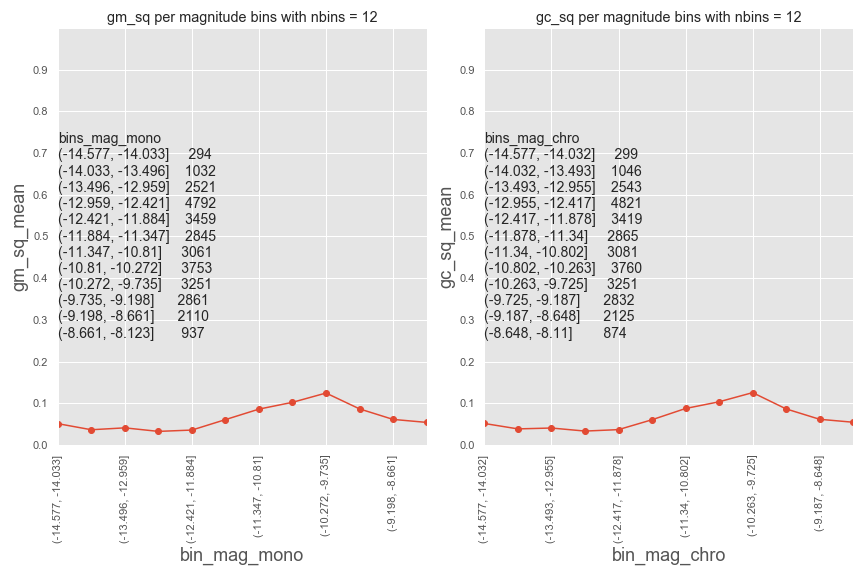 gm_sq per magnitude bins with nbins = 12
0.9
0.8
0.7
0.6
0.5
0.4
0.3
0.2
0.1
0.0
gm_sq_mean
bins_mag_mono
(-14.577, -14.033] 294
(-14.033, -13.496] 1032
(-13.496, -12.959] 2521
(-12.959, -12.421] 4792
(-12.421, -11.884] 3459
(-11.884, -11.347] 2845
(-11.347, -10.81] 3061
(-10.81, -10.272] 3753
(-10.272, -9.735] 3251
(-9.735, -9.198] 2861
(-9.198, -8.661] 2110
(-8.661, -8.123] 937
(-14.577, -14.033]
(-13.496, -12.959]
(-12.421, -11.884]
(-11.347, -10.81]
(-10.272, -9.735]
(-9.198, -8.661]
bin_mag_mono
gc_sq per magnitude bins with nbins = 12
0.9
0.8
0.7
0.6
0.5
0.4
0.3
0.2
0.1
0.0
gc_sq_mean
bins_mag_chro
(-14.577, -14.032] 299
(-14.032, -13.493] 1046
(-13.493, -12.955] 2543
(-12.955, -12.417] 4821
(-12.417, -11.878] 3419
(-11.878, -11.34] 2865
(-11.34, -10.802] 3081
(-10.802, -10.263] 3760
(-10.263, -9.725] 3251
(-9.725, -9.187] 2832
(-9.187, -8.648] 2125
(-8.648, -8.11] 874
(-14.577, -14.032]
(-13.493, -12.955]
(-12.417, -11.878]
(-11.34, -10.802]
(-10.263, -9.725]
(-9.187, -8.648]
bin_mag_chro